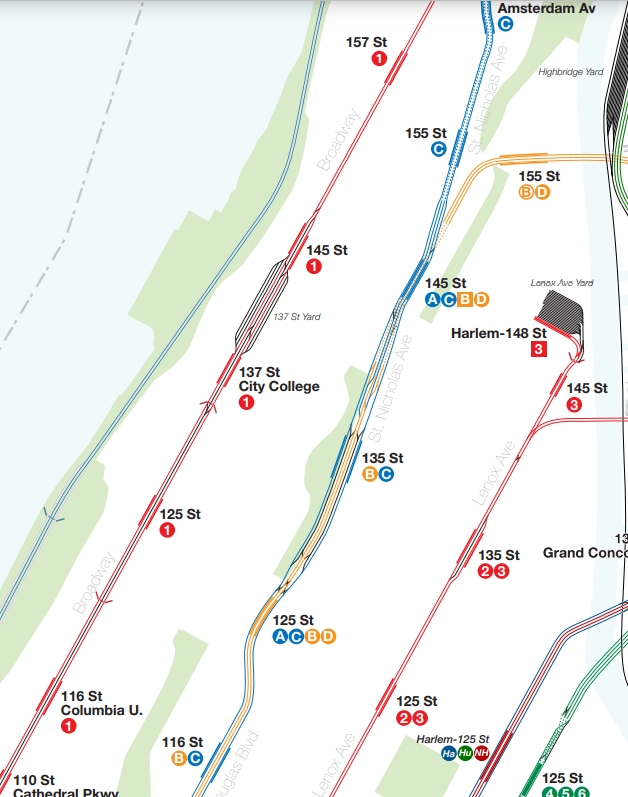 Amsterdam Av
C
157 St
1
St. Nicholas Ave
Highbridge Yard
Broadway
155 St
C
155 St
B D
145 St
1
145 St
A C B D
Lenox Ave Yard
137 St Yard
Harlem-148 St
3
137 St
City College
1
St. Nicholas Ave
145 St
3
135 St
B C
Lenox Ave
125 St
1
135 St
2 3
Grand Conc
Broadway
125 St
A C B D
116 St
Columbia U.
1
125 St
2 3
116 St
B C
Harlem-125 St
Ha Hu NH
uglas Blvd
Lenox Ave
110 St
Cathedral Pkwy
125 St
4 5 6